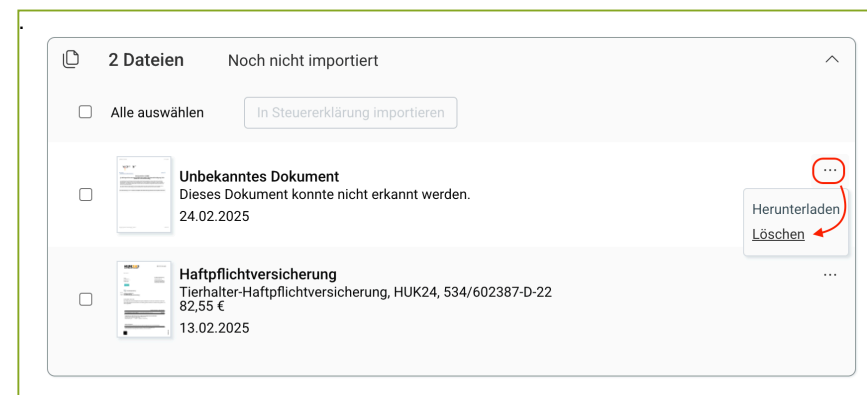 .
2 Dateien Noch nicht importiert
Alle auswählen In Steuererklärung importieren
Unbekanntes Dokument ...
Dieses Dokument konnte nicht erkannt werden.
24.02.2025
Herunterladen
Löschen
Haftpflichtversicherung ...
Tierhalter-Haftpflichtversicherung, HUK24, 534/602387-D-22
82,55 €
13.02.2025